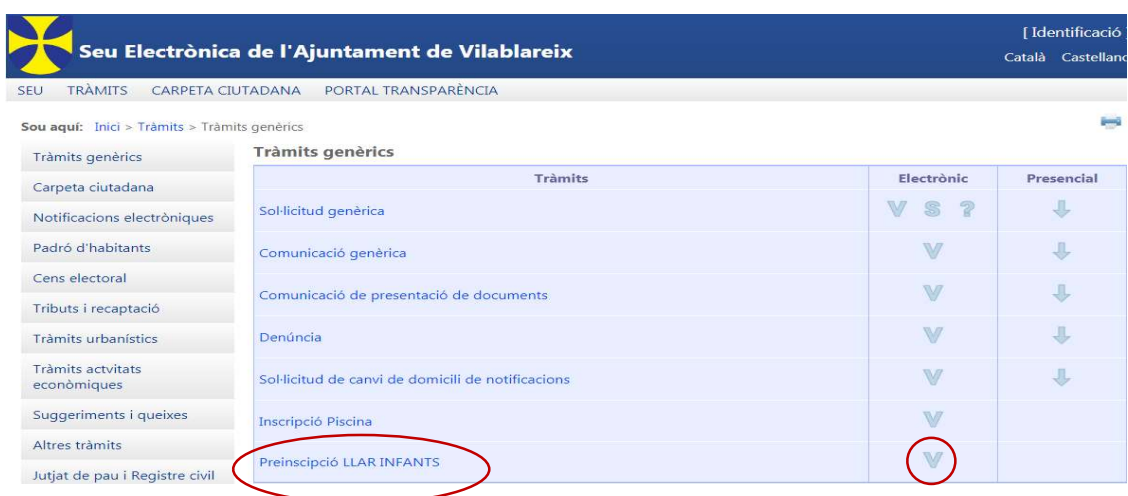 [ Identificació ]
Seu Electrònica de l'Ajuntament de Vilablareix
Català Castellano
SEU TRÀMITS CARPETA CIUTADANA PORTAL TRANSPARÈNCIA
Sou aquí: Inici > Tràmits > Tràmits genèrics
Tràmits genèrics
Carpeta ciutadana
Notificacions electròniques
Padró d'habitants
Cens electoral
Tributs i recaptació
Tràmits urbanístics
Tràmits actvitats
econòmiques
Suggeriments i queixes
Altres tràmits
Jutjat de pau i Registre civil
Tràmits genèrics
Tràmits Electrònic Presencial
Sol·licitud genèrica V S ?
Comunicació genèrica V
Comunicació de presentació de documents V
Denúncia V
Sol·licitud de canvi de domicili de notificacions V
Inscripció Piscina V
Preinscipció LLAR INFANTS V